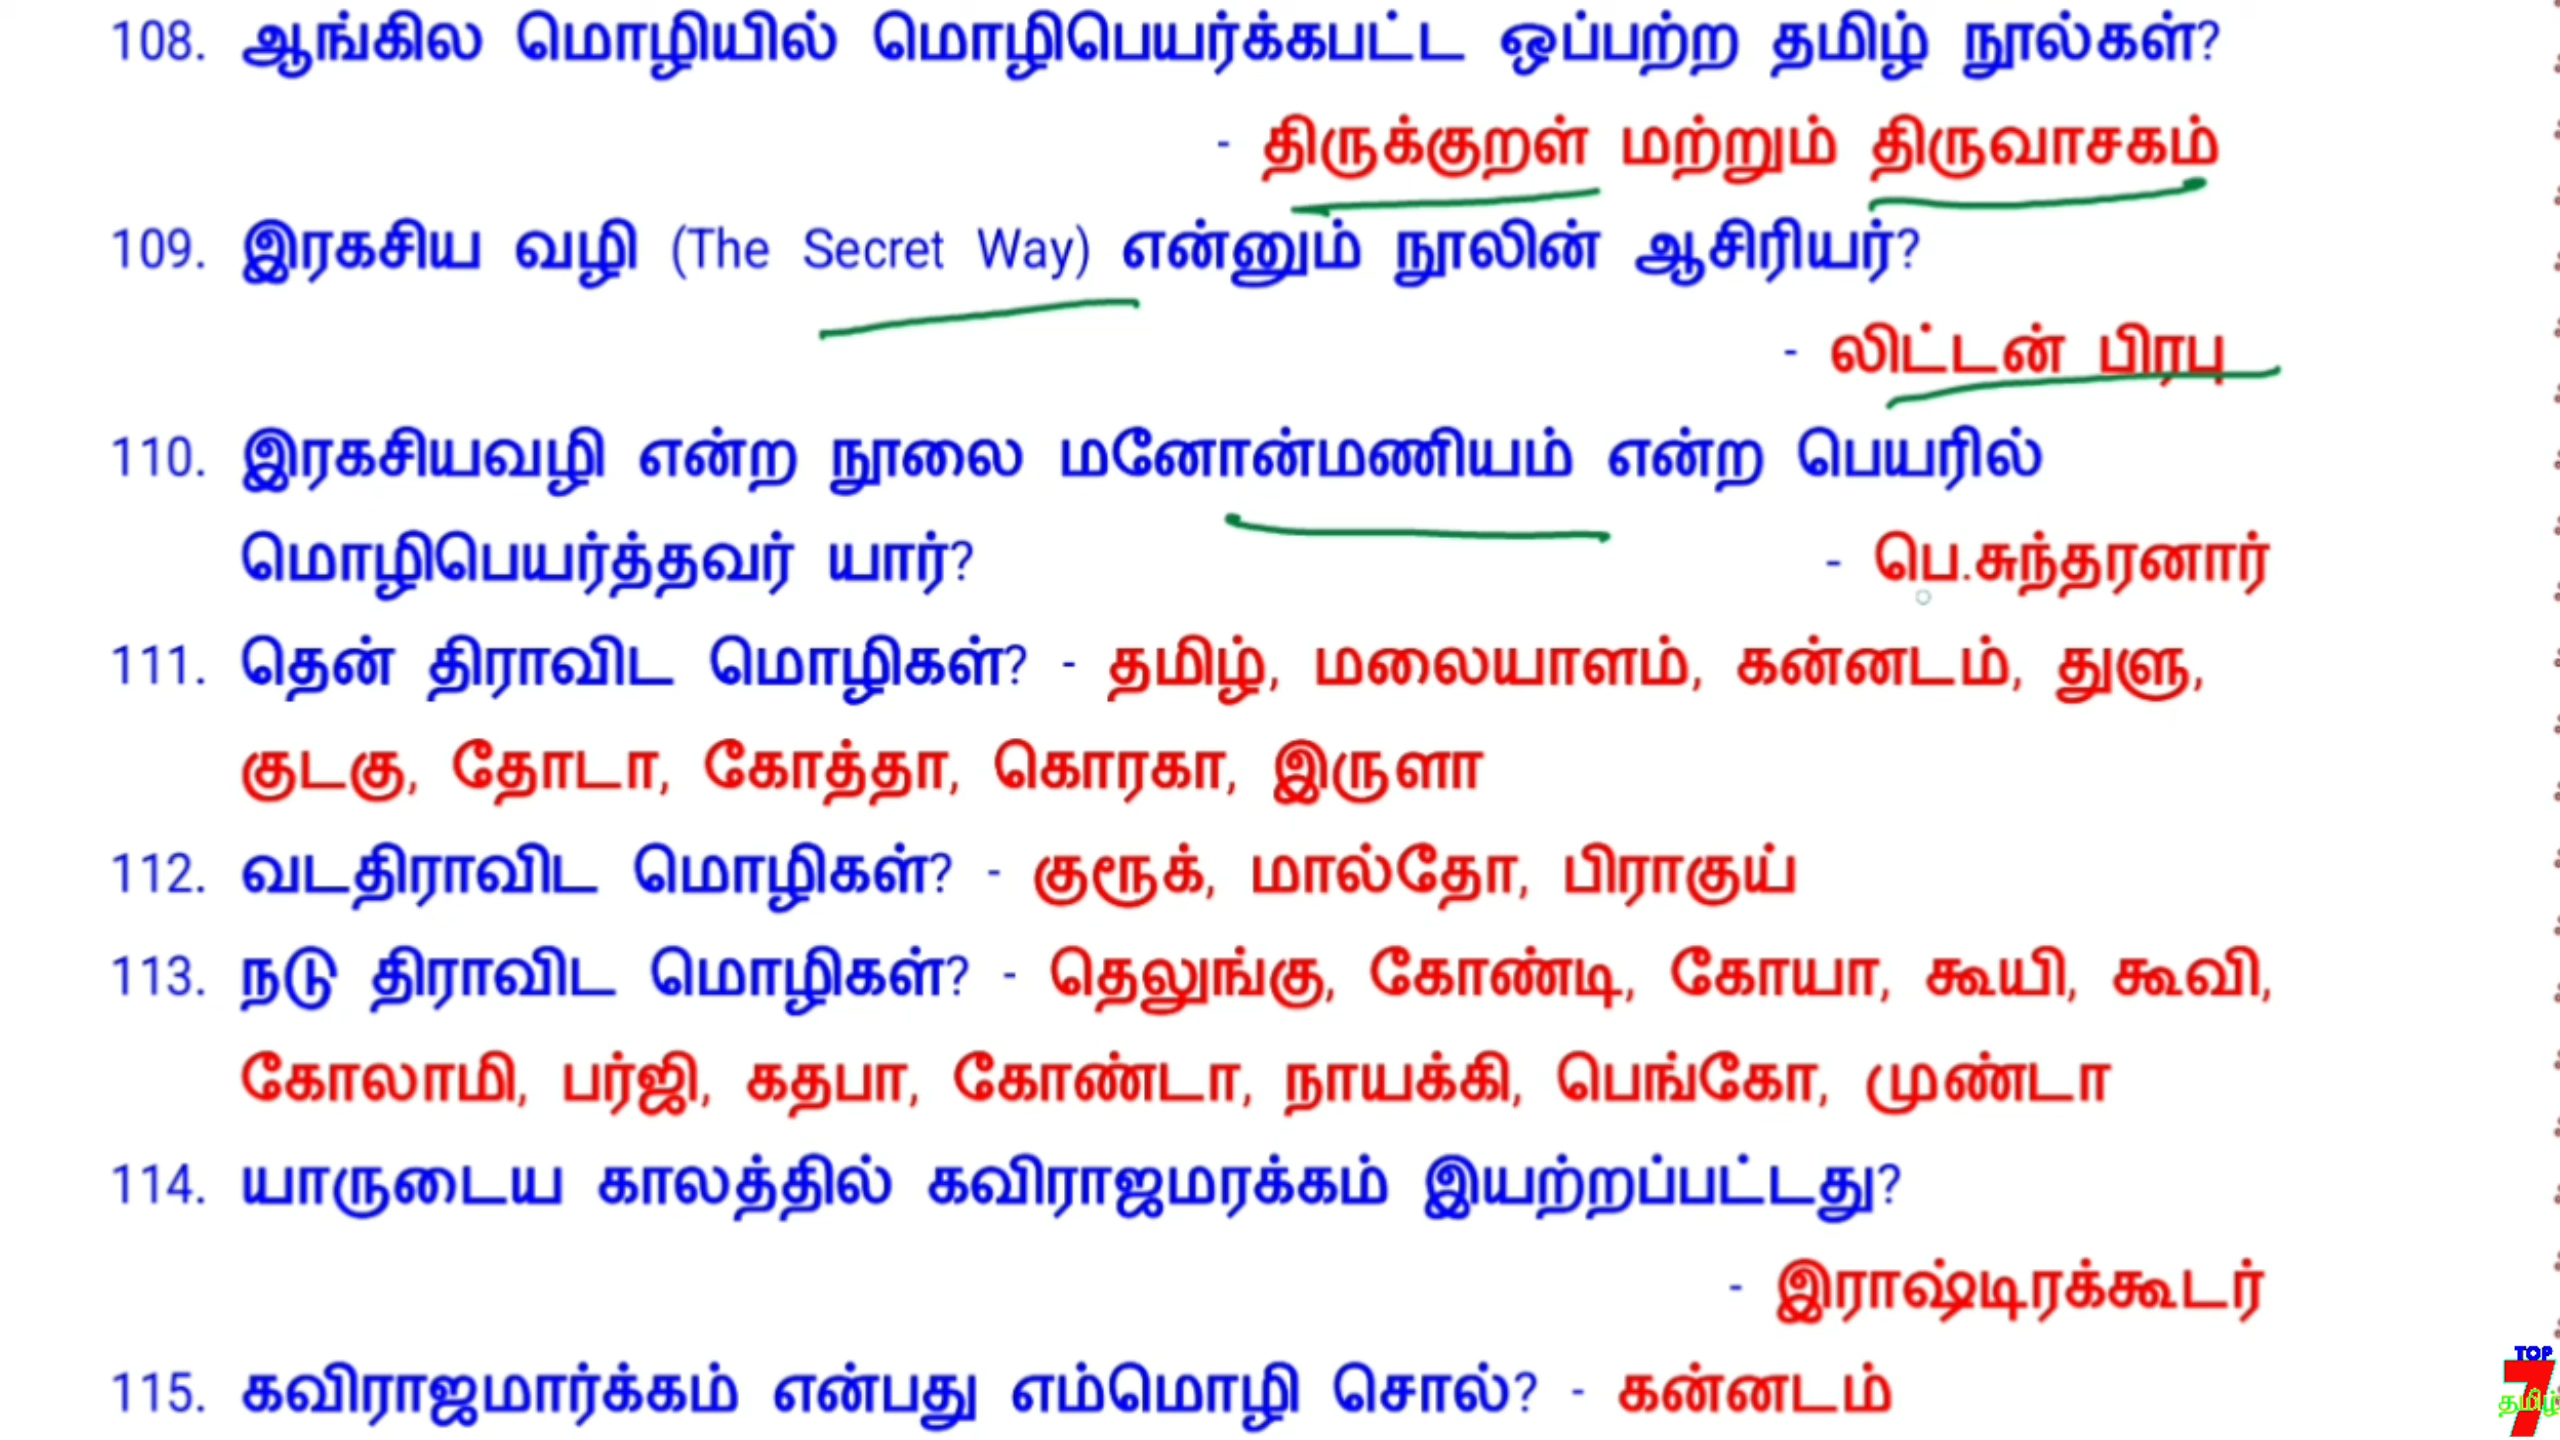 108. ஆங்கில மொழியில் மொழிபெயர்க்கபட்ட ஒப்பற்ற தமிழ் நூல்கள்?
- திருக்குறள் மற்றும் திருவாசகம்
109. இரகசிய வழி (The Secret Way) என்னும் நூலின் ஆசிரியர்?
- லிட்டன் பிரபு
110. இரகசியவழி என்ற நூலை மனோன்மணியம் என்ற பெயரில்
மொழிபெயர்த்தவர் யார்? - பெ.சுந்தரனார்
111. தென் திராவிட மொழிகள்? - தமிழ், மலையாளம், கன்னடம், துளு,
குடகு, தோடா, கோத்தா, கொரகா, இருளா
112. வடதிராவிட மொழிகள்? - குரூக், மால்தோ, பிராகுய்
113. நடு திராவிட மொழிகள்? - தெலுங்கு, கோண்டி, கோயா, கூயி, கூவி,
கோலாமி, பர்ஜி, கதபா, கோண்டா, நாயக்கி, பெங்கோ, முண்டா
114. யாருடைய காலத்தில் கவிராஜமரக்கம் இயற்றப்பட்டது?
- இராஷ்டிரக்கூடர்
115. கவிராஜமார்க்கம் என்பது எம்மொழி சொல்? - கன்னடம்
TOP
7
தமிழ்